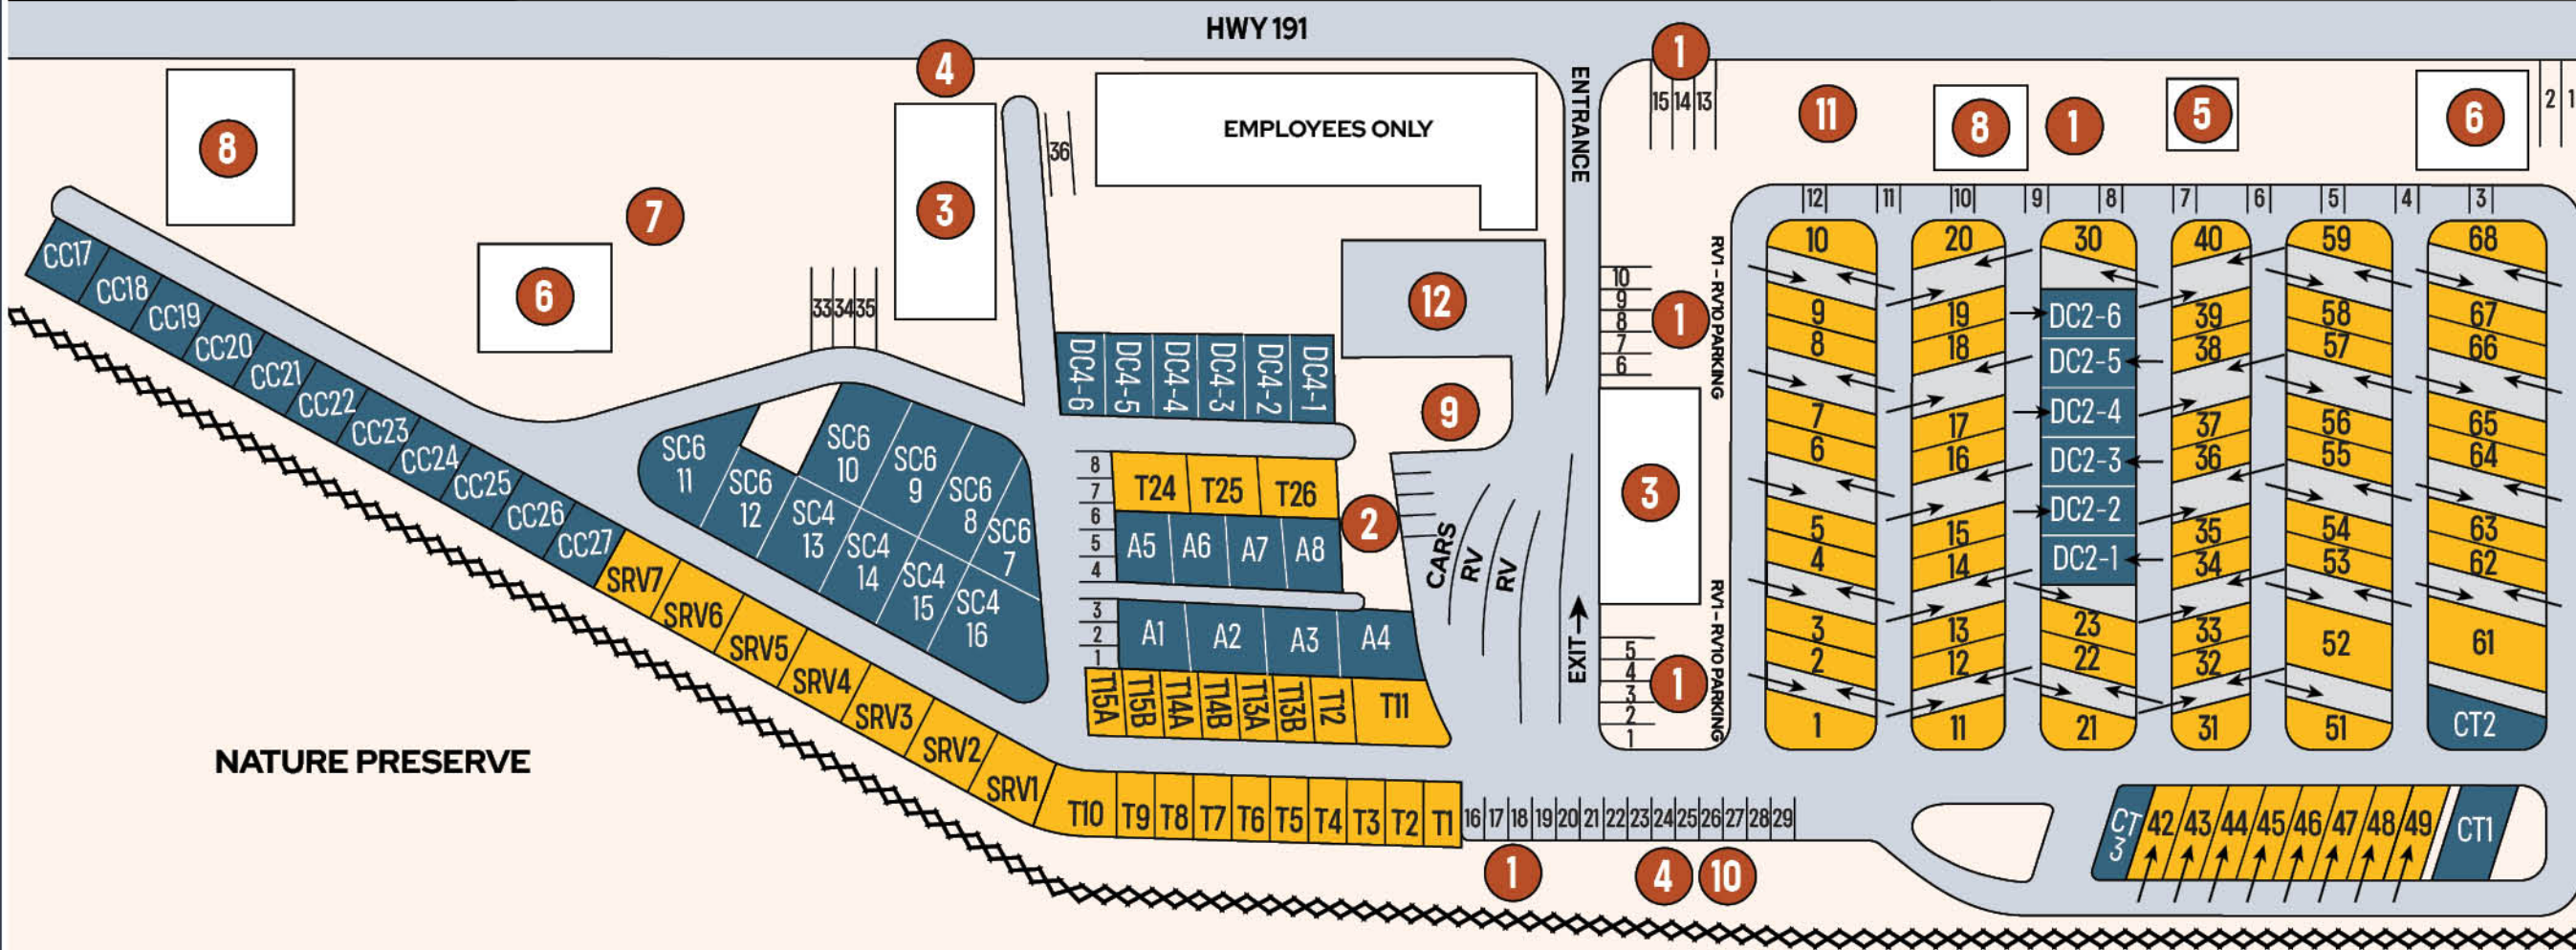 HWY 191
4
1
8
3
36
EMPLOYEES ONLY
ENTRANCE
15 14 13
11
8
1
5
6
2 1
7
6
33 34 35
12
9
10
9
8
7
6
1
RV1 – RV10 PARKING
3
5
4
3
2
1
1
RV1 – RV10 PARKING
EXIT
CARS
RV
RV
2
12 11 10 9 8 7 6 5 4 3
CC17
CC18
CC19
CC20
CC21
CC22
CC23
CC24
CC25
CC26
CC27
SRV7
SRV6
SRV5
SRV4
SRV3
SRV2
SRV1
SC6
11
SC6
12
SC6
10
SC6
9
SC6
8
SC6
7
SC4
13
SC4
14
SC4
15
SC4
16
DC4-6
DC4-5
DC4-4
DC4-3
DC4-2
DC4-1
8
7
6
5
4
3
2
1
T24 T25 T26
A5 A6 A7 A8
A1 A2 A3 A4
T15A
T15B
T14A
T14B
T13A
T13B
T12
T11
T10 T9 T8 T7 T6 T5 T4 T3 T2 T1
16 17 18 19 20 21 22 23 24 25 26 27 28 29
1
4
10
10
9
8
7
6
5
4
3
2
1
20
19
18
17
16
15
14
13
12
11
30
DC2-6
DC2-5
DC2-4
DC2-3
DC2-2
DC2-1
23
22
21
40
39
38
37
36
35
34
33
32
31
59
58
57
56
55
54
53
52
51
68
67
66
65
64
63
62
61
CT2
CT
3
42 43 44 45 46 47 48 49
CT1
NATURE PRESERVE